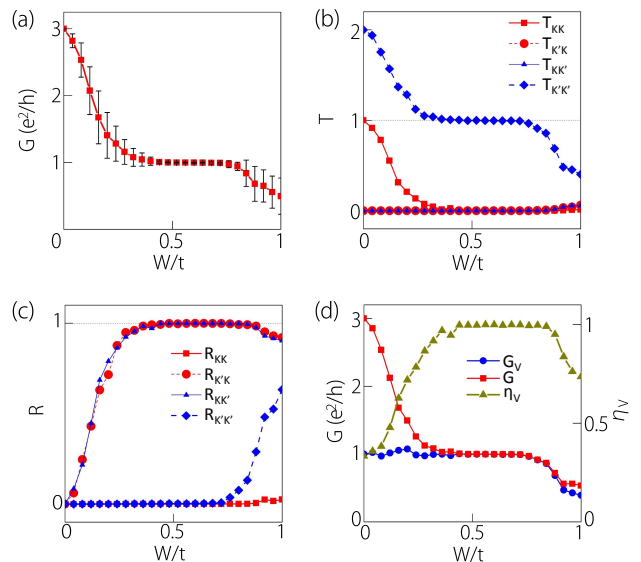 (a)
3
2
1
0
G (e²/h)
0
0.5
1
W/t
(b)
2
1
0
T
T_KK
T_K'K
T_KK'
T_K'K'
0
0.5
1
W/t
(c)
1
0
R
R_KK
R_K'K
R_KK'
R_K'K'
0
0.5
1
W/t
(d)
3
2
1
0
G (e²/h)
G_V
G
η_V
1
0.5
0
η_V
0
0.5
1
W/t